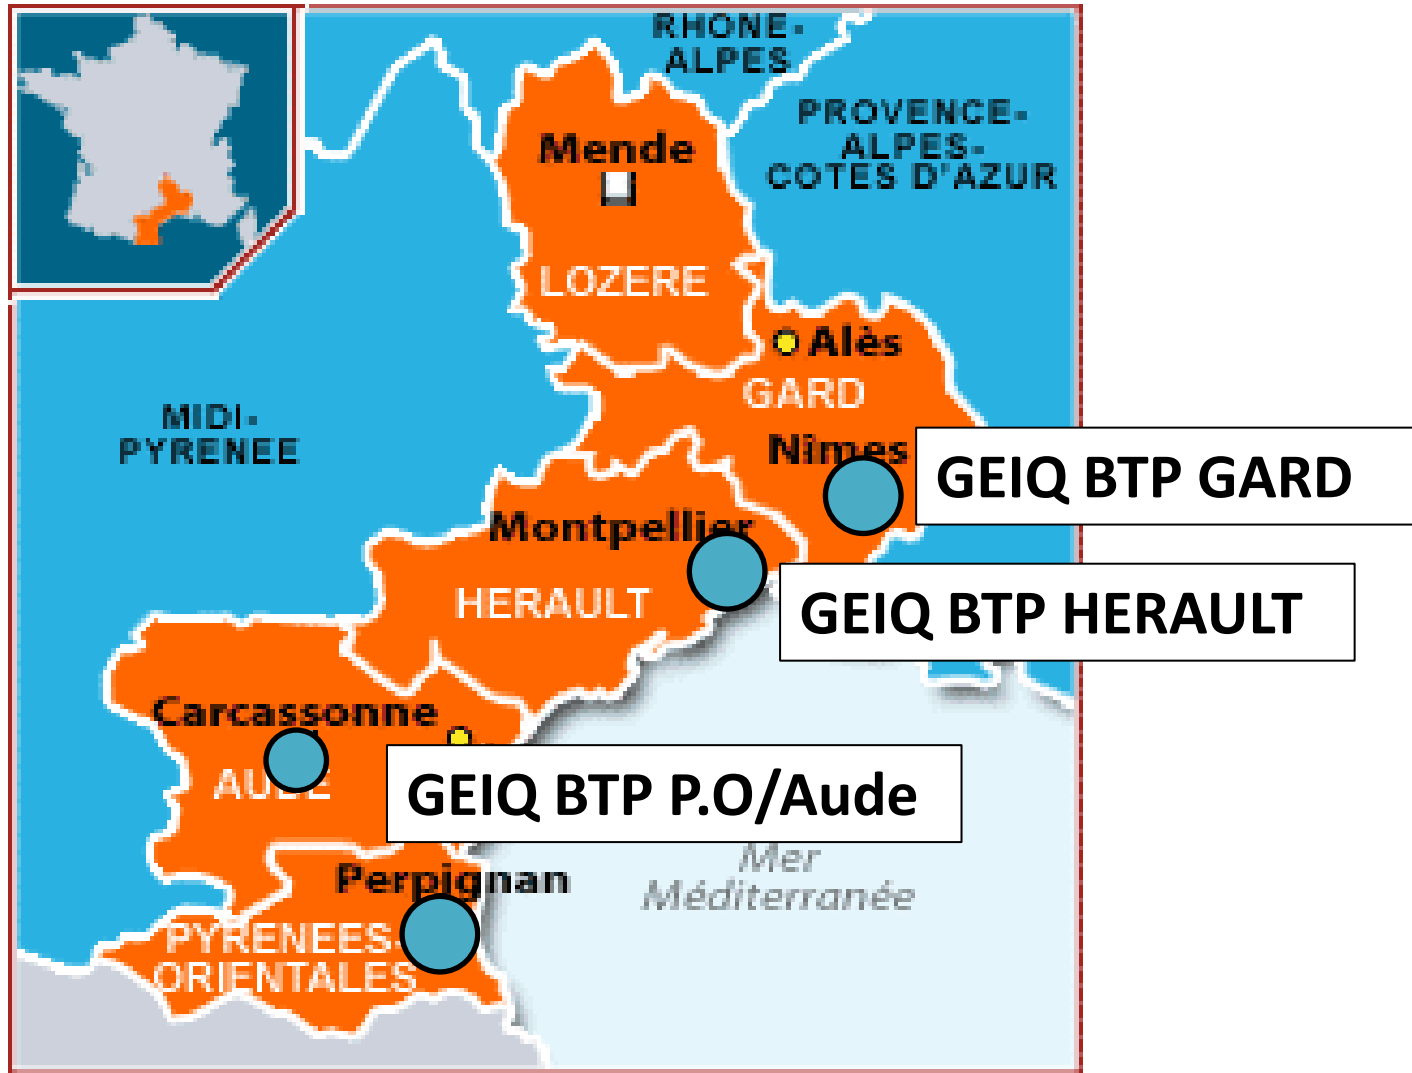 RHONE-
ALPES
PROVENCE-
ALPES-
COTES D'AZUR
Mende
LOZERE
Alès
GARD
MIDI-
PYRENEE
Nîmes
GEIQ BTP GARD
Montpellier
HERAULT
GEIQ BTP HERAULT
Carcassonne
AUDE
GEIQ BTP P.O/Aude
Mer
Méditerranée
Perpignan
PYRENEES-
ORIENTALES